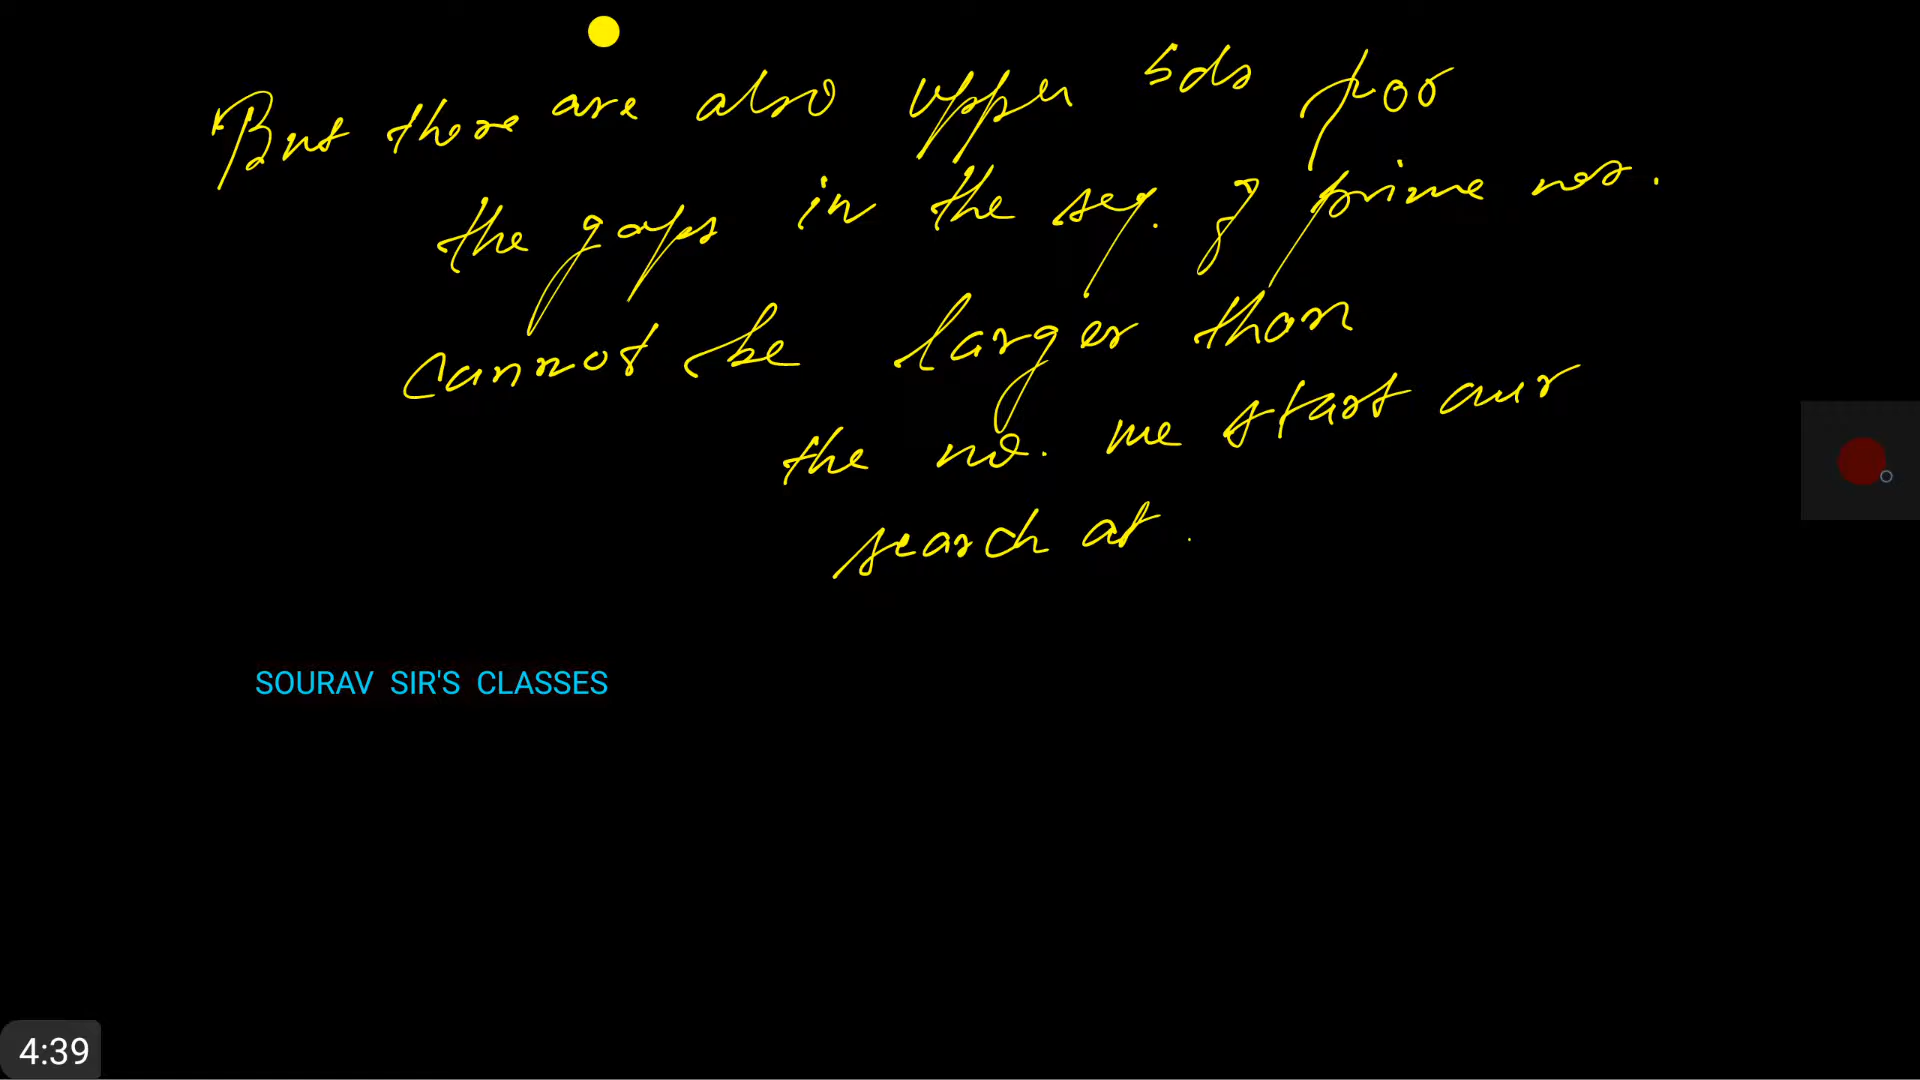 But there are also upper bds for
the gaps in the seq. of prime nos.
cannot be larger than
the no. we start our
search at.
SOURAV SIR'S CLASSES
4:39